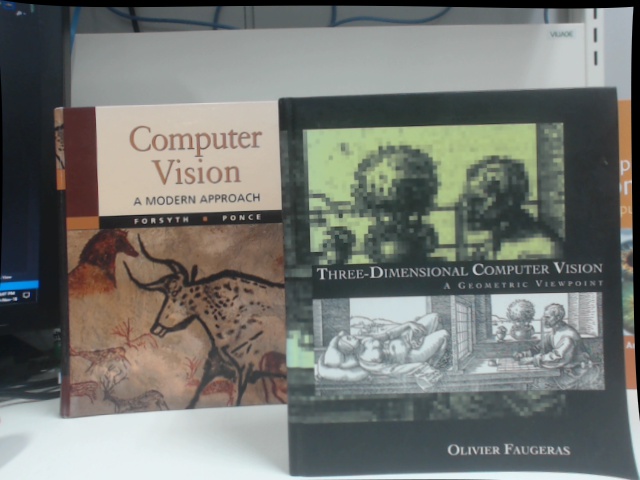 Computer
Vision
A MODERN APPROACH
FORSYTH ■ PONCE
THREE-DIMENSIONAL COMPUTER VISION
A GEOMETRIC VIEWPOINT
OLIVIER FAUGERAS